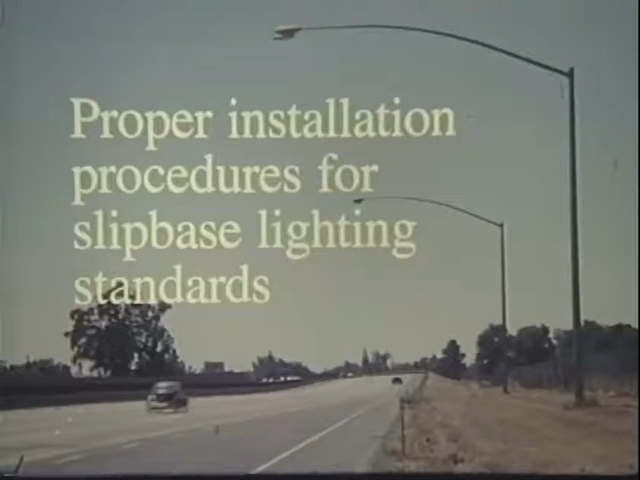 Proper installation
procedures for
slipbase lighting
standards